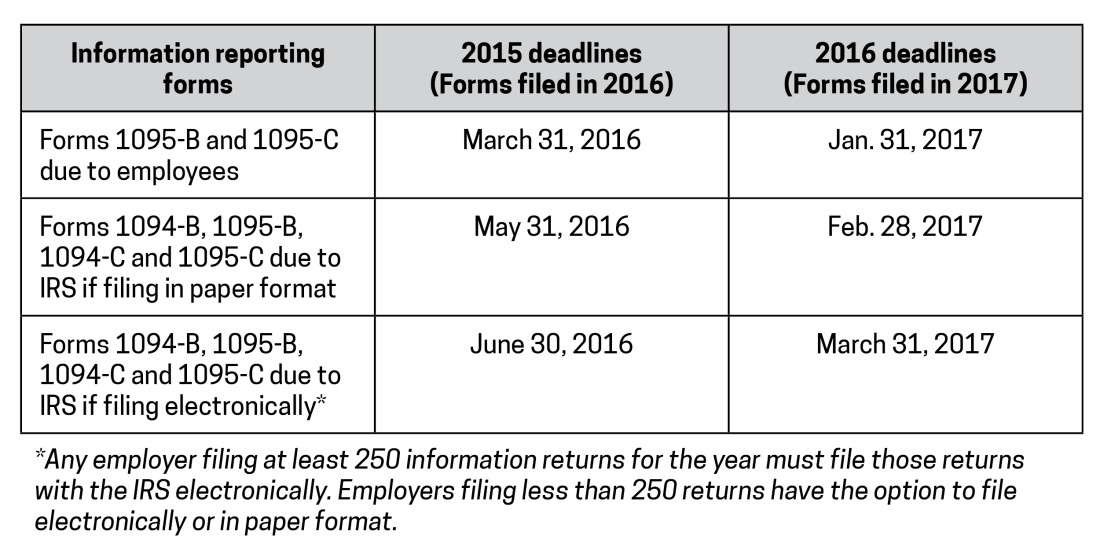 Information reporting
forms
2015 deadlines
(Forms filed in 2016)
2016 deadlines
(Forms filed in 2017)
Forms 1095-B and 1095-C
due to employees
March 31, 2016
Jan. 31, 2017
Forms 1094-B, 1095-B,
1094-C and 1095-C due to
IRS if filing in paper format
May 31, 2016
Feb. 28, 2017
Forms 1094-B, 1095-B,
1094-C and 1095-C due to
IRS if filing electronically*
June 30, 2016
March 31, 2017
*Any employer filing at least 250 information returns for the year must file those returns
with the IRS electronically. Employers filing less than 250 returns have the option to file
electronically or in paper format.